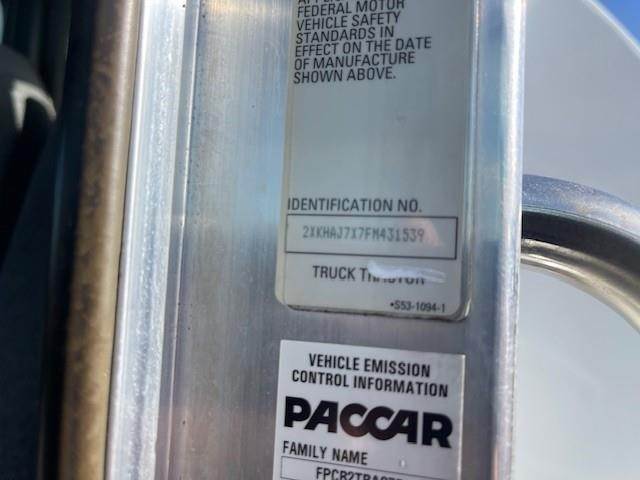 FEDERAL MOTOR
VEHICLE SAFETY
STANDARDS IN
EFFECT ON THE DATE
OF MANUFACTURE
SHOWN ABOVE.
IDENTIFICATION NO.
2XKHAJ7X7FM431539
TRUCK
•S53-1094-1
VEHICLE EMISSION
CONTROL INFORMATION
PACCAR
FAMILY NAME